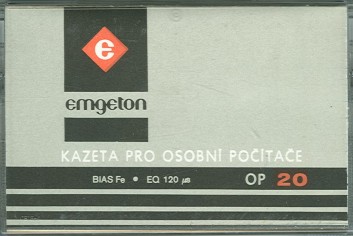 e
emgeton
KAZETA PRO OSOBNÍ POČÍTAČE
BIAS Fe • EQ 120 μs OP 20